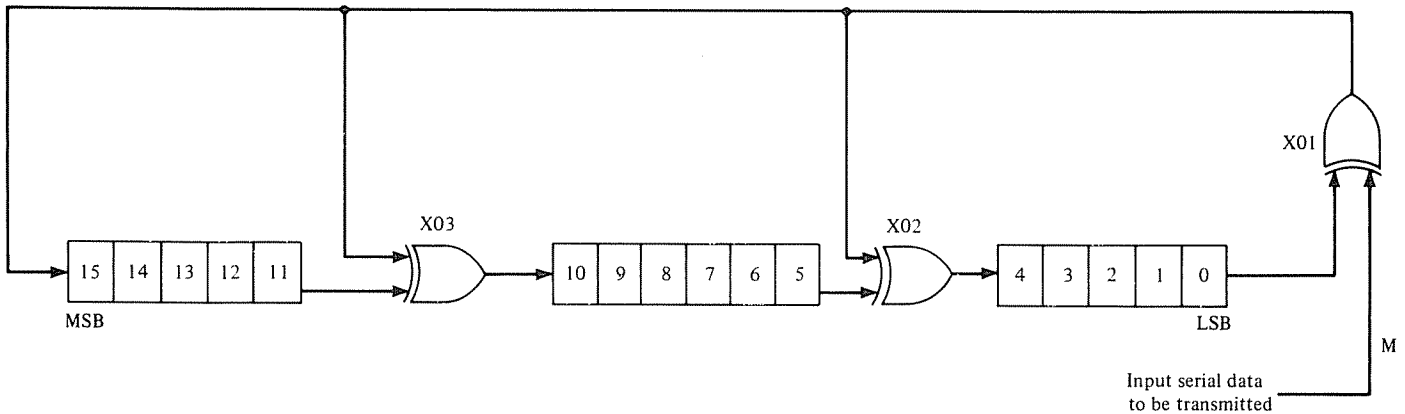 X01
X03
X02
15 14 13 12 11
10 9 8 7 6 5
4 3 2 1 0
MSB
LSB
M
Input serial data
to be transmitted